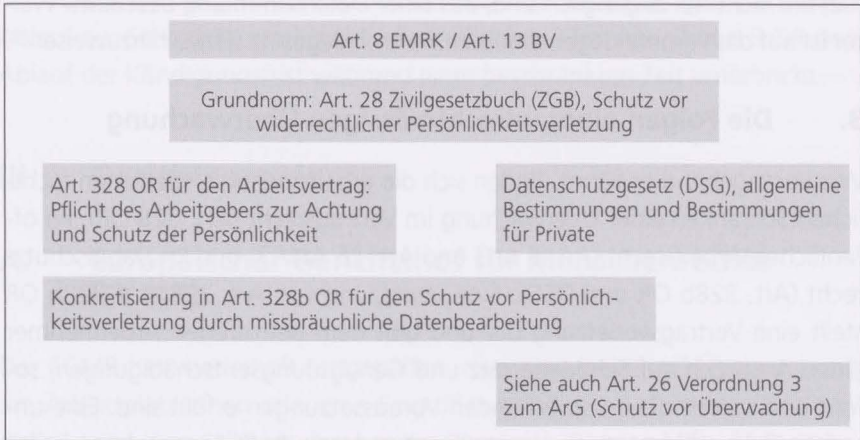 Art. 8 EMRK / Art. 13 BV
Grundnorm: Art. 28 Zivilgesetzbuch (ZGB), Schutz vor
widerrechtlicher Persönlichkeitsverletzung
Art. 328 OR für den Arbeitsvertrag:
Pflicht des Arbeitgebers zur Achtung
und Schutz der Persönlichkeit
Datenschutzgesetz (DSG), allgemeine
Bestimmungen und Bestimmungen
für Private
Konkretisierung in Art. 328b OR für den Schutz vor Persönlich-
keitsverletzung durch missbräuchliche Datenbearbeitung
Siehe auch Art. 26 Verordnung 3
zum ArG (Schutz vor Überwachung)